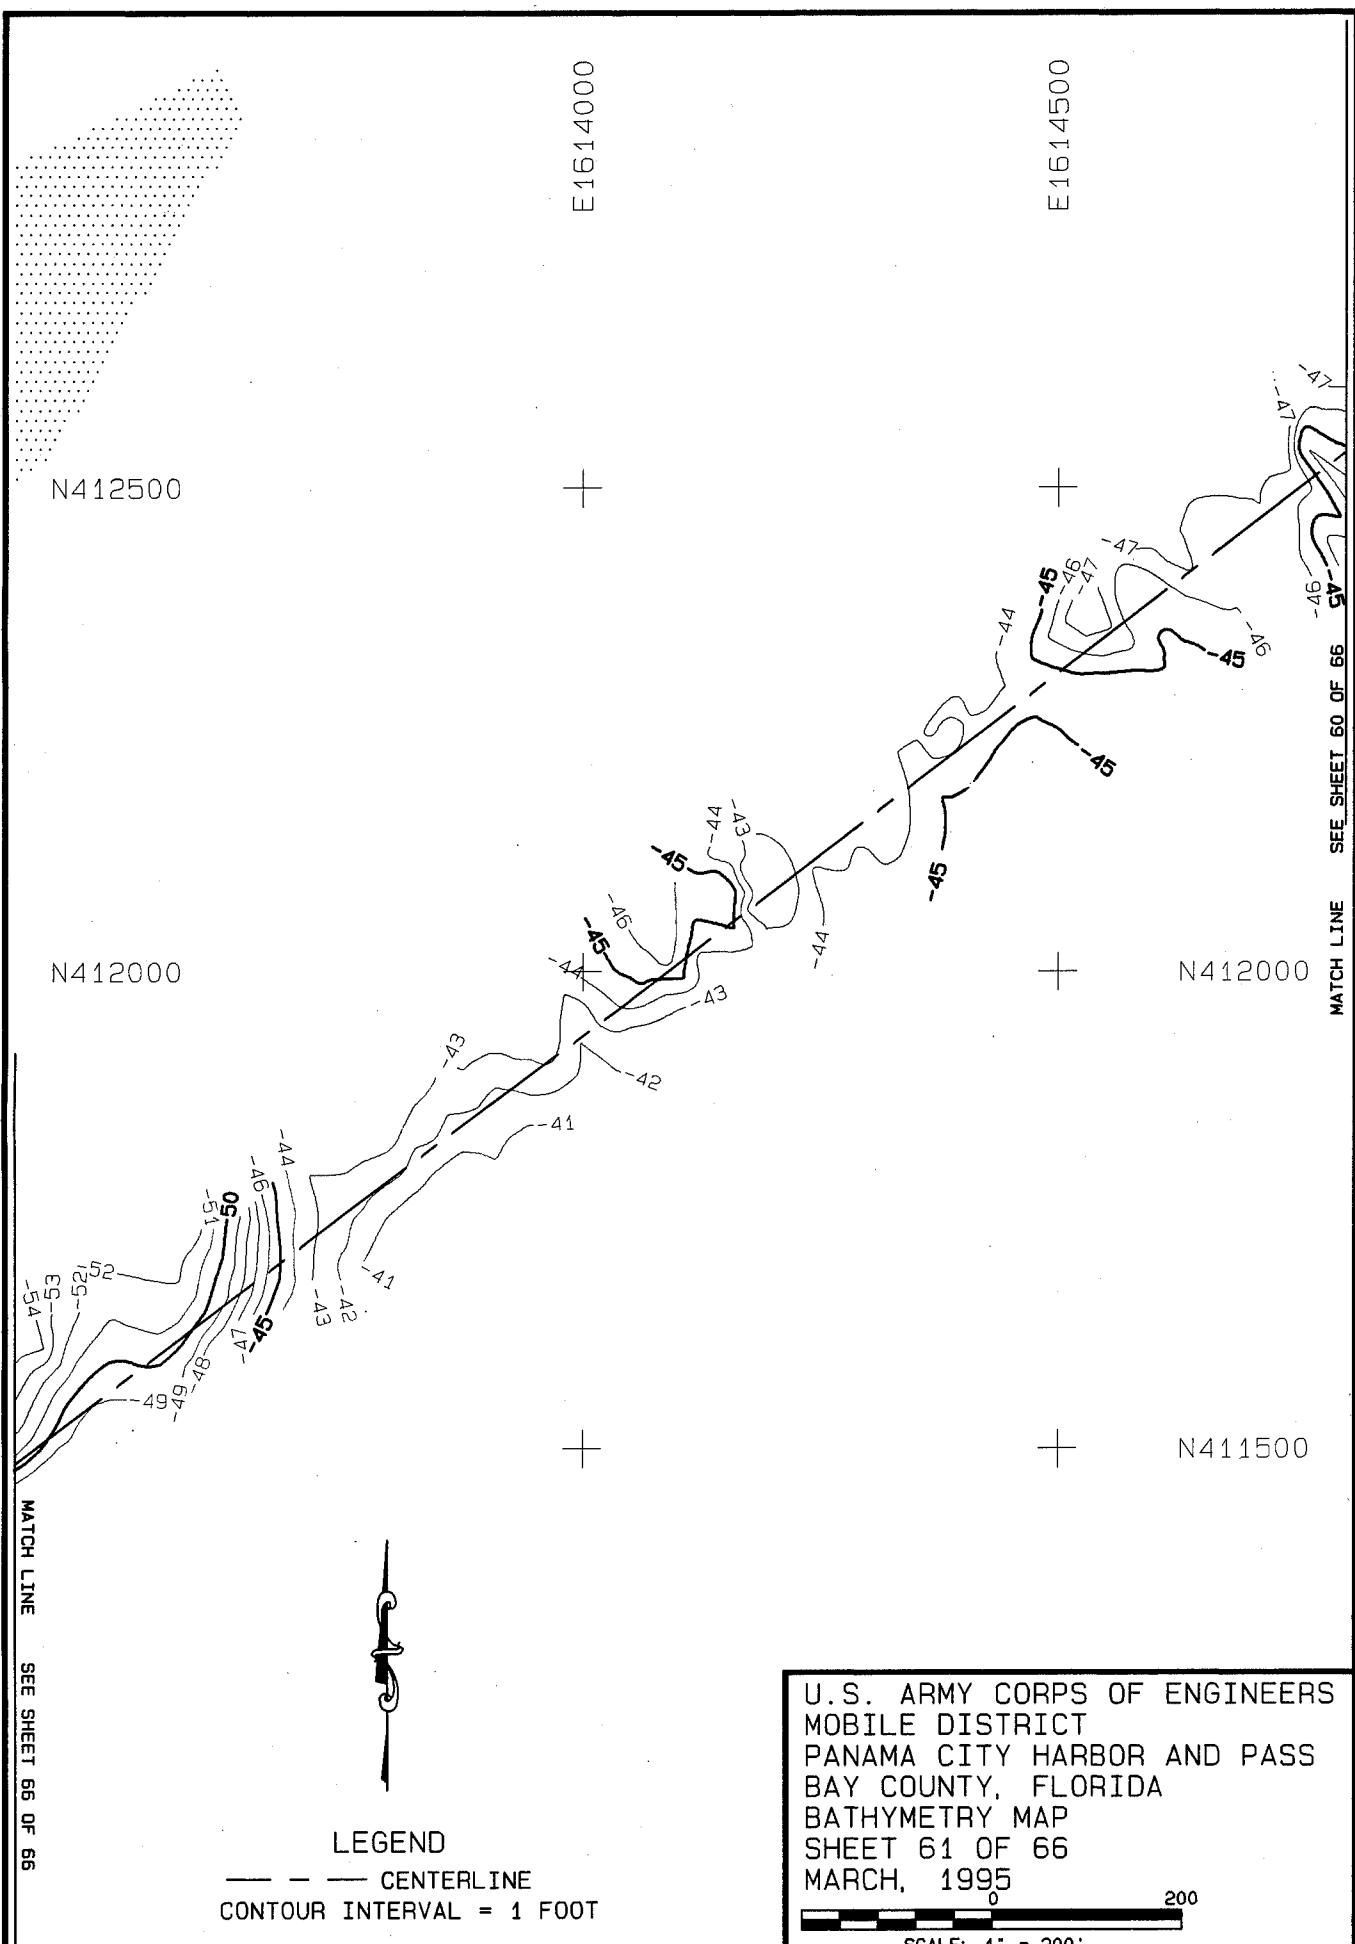 E1614000
E1614500
-47
-47
N412500
-47
-46
-47
-45
-46
-45
-44
-46
-45
MATCH LINE SEE SHEET 60 OF 66
-45
-44
-43
-45
-45
-46
-45
-44
N412000
-44
N412000
-43
-43
-42
-41
-44
-46
-51
50
-52
-41
-53
-52
-54
-43
-42
-47
-45
-48
-49
-49
N411500
MATCH LINE SEE SHEET 66 OF 66
LEGEND
CENTERLINE
CONTOUR INTERVAL = 1 FOOT
U.S. ARMY CORPS OF ENGINEERS
MOBILE DISTRICT
PANAMA CITY HARBOR AND PASS
BAY COUNTY, FLORIDA
BATHYMETRY MAP
SHEET 61 OF 66
MARCH, 1995
0 200